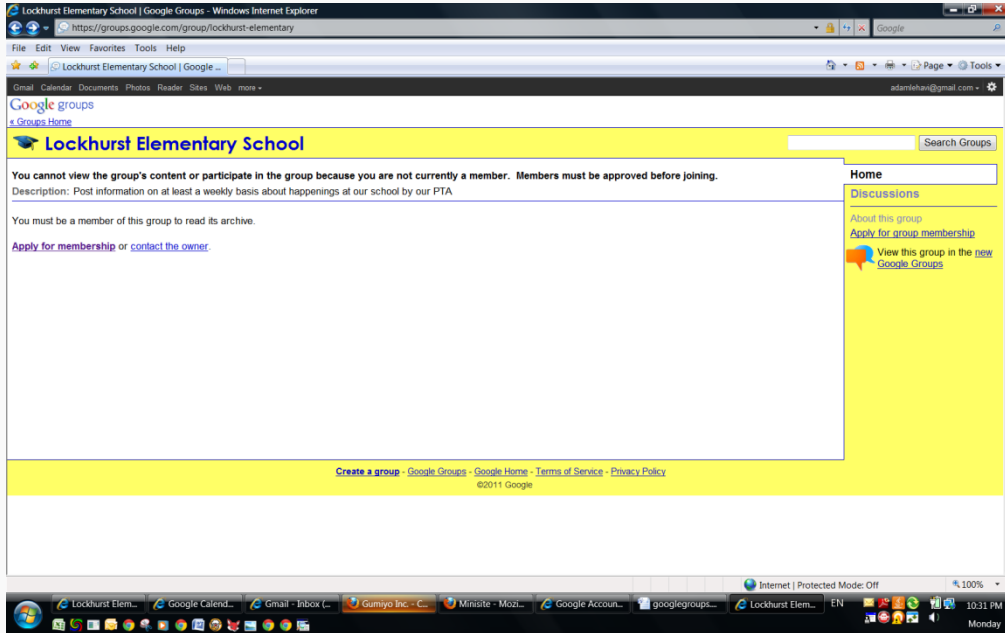 Lockhurst Elementary School | Google Groups - Windows Internet Explorer
https://groups.google.com/group/lockhurst-elementary
Google
File Edit View Favorites Tools Help
Lockhurst Elementary School | Google ...
Page Tools
Gmail Calendar Documents Photos Reader Sites Web more
adamlehavi@gmail.com
Google groups
« Groups Home
Lockhurst Elementary School
Search Groups
You cannot view the group's content or participate in the group because you are not currently a member. Members must be approved before joining.
Description: Post information on at least a weekly basis about happenings at our school by our PTA
You must be a member of this group to read its archive.
Apply for membership or contact the owner.
Home
Discussions
About this group
Apply for group membership
View this group in the new
Google Groups
Create a group - Google Groups - Google Home - Terms of Service - Privacy Policy
©2011 Google
Internet | Protected Mode: Off
100%
Lockhurst Elem... Google Calend... Gmail - Inbox (... Gumiyo Inc. - C... Minisite - Mozi... Google Accoun... googlegroups... Lockhurst Elem...
EN
10:31 PM
Monday